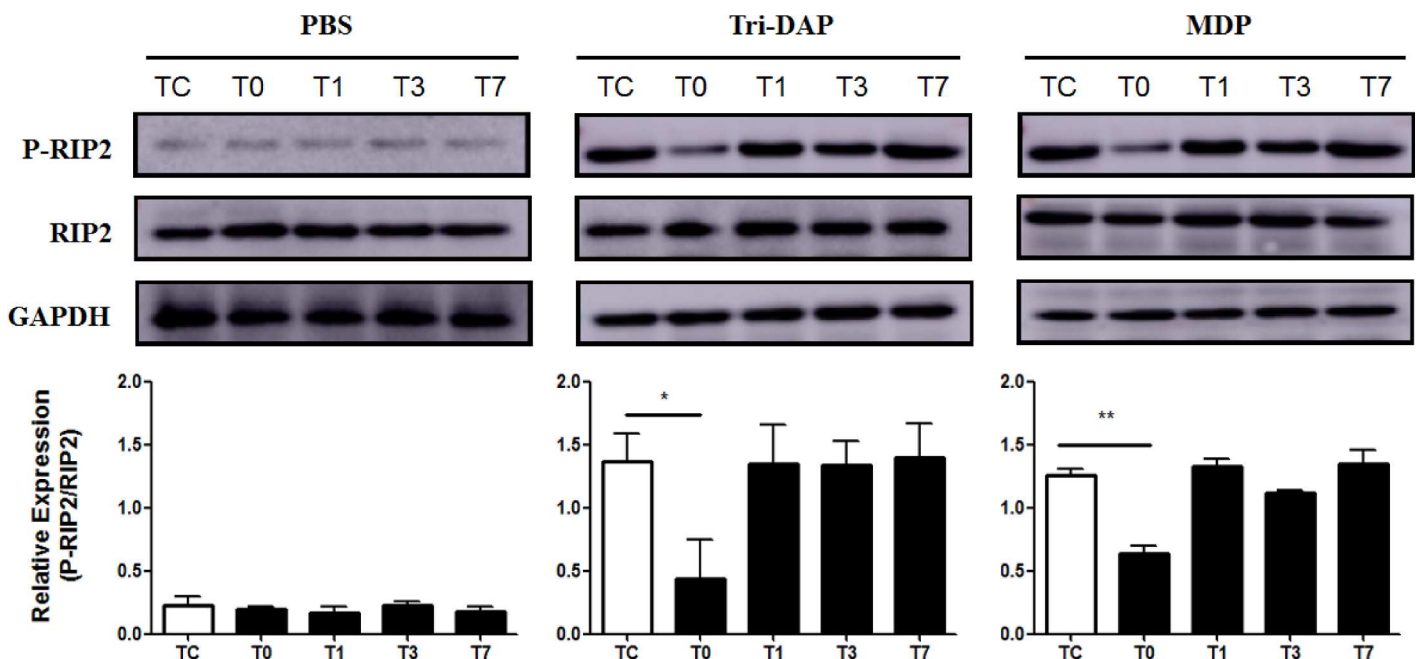 PBS Tri-DAP MDP
TC T0 T1 T3 T7 TC T0 T1 T3 T7 TC T0 T1 T3 T7
P-RIP2
RIP2
GAPDH
Relative Expression
(P-RIP2/RIP2)
2.0
1.5
1.0
0.5
0.0
TC T0 T1 T3 T7
2.0
1.5
1.0
0.5
0.0
*
TC T0 T1 T3 T7
2.0
1.5
1.0
0.5
0.0
**
TC T0 T1 T3 T7